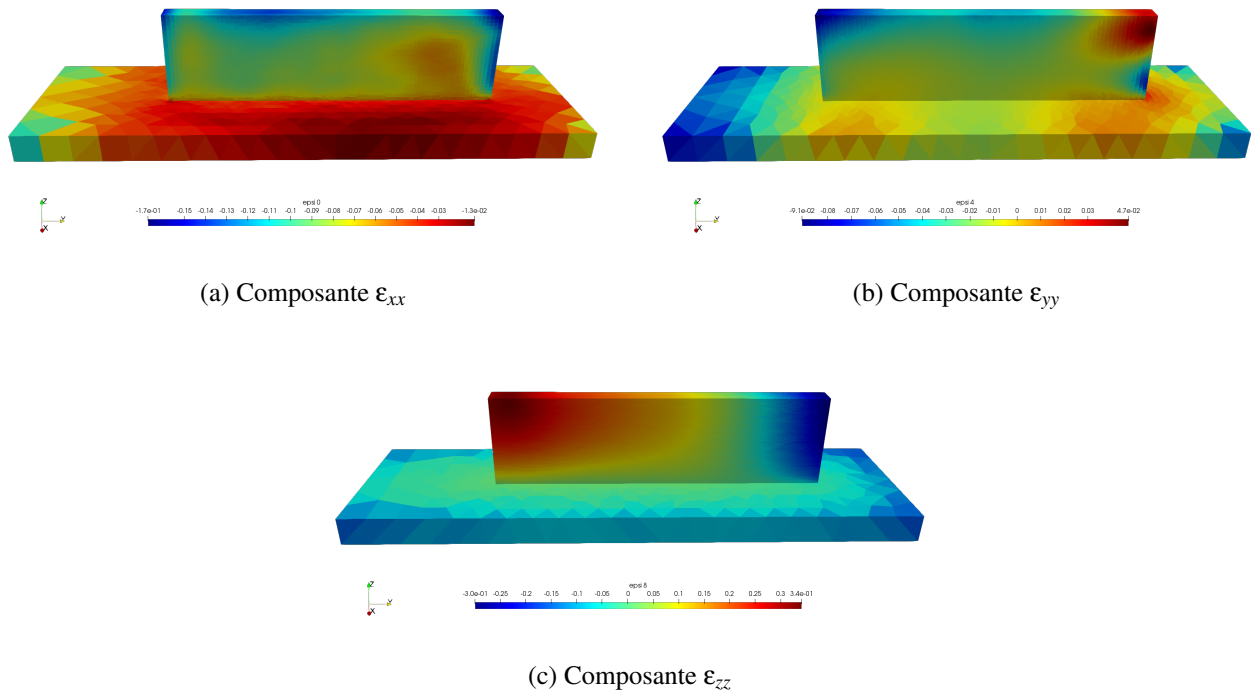 epsi 0
-1.7e-01 -0.15 -0.14 -0.13 -0.12 -0.11 -0.1 -0.09 -0.08 -0.07 -0.06 -0.05 -0.04 -0.03 -1.3e-02
Z
Y
X
epsi 4
-9.1e-02 -0.08 -0.07 -0.06 -0.05 -0.04 -0.03 -0.02 -0.01 0 0.01 0.02 0.03 4.7e-02
Z
Y
X
(a) Composante εxx
(b) Composante εyy
epsi 8
-3.0e-01 -0.25 -0.2 -0.15 -0.1 -0.05 0 0.05 0.1 0.15 0.2 0.25 0.3 3.4e-01
Z
Y
X
(c) Composante εzz